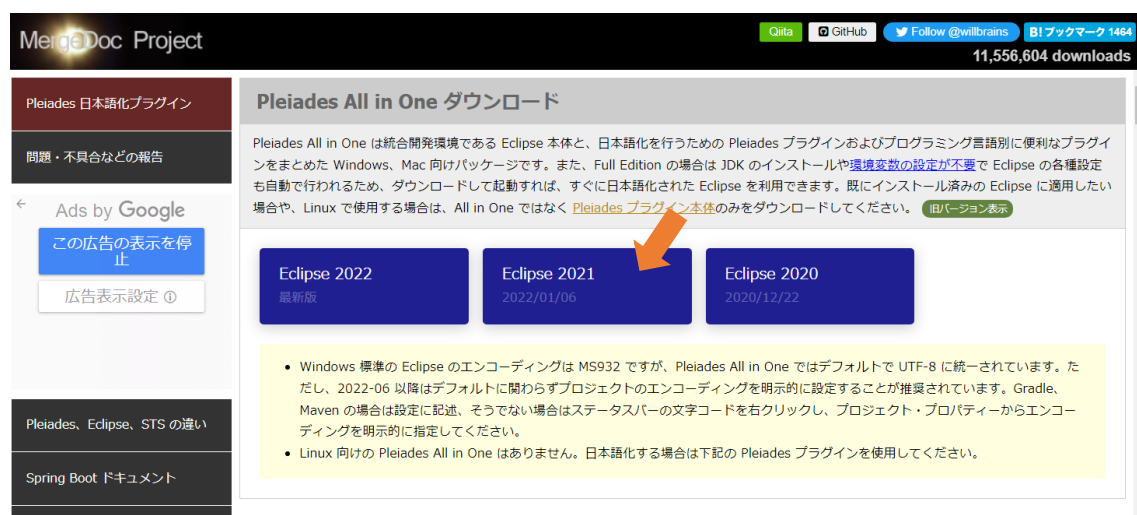 MergeDoc Project
Qiita
GitHub
Follow @willbrains
B! ブックマーク 1464
11,556,604 downloads
Pleiades 日本語化プラグイン
問題・不具合などの報告
Ads by Google
この広告の表示を停
止
広告表示設定
Pleiades、Eclipse、STS の違い
Spring Boot ドキュメント
Pleiades All in One ダウンロード
Pleiades All in One は統合開発環境である Eclipse 本体と、日本語化を行うための Pleiades プラグインおよびプログラミング言語別に便利なプラグイ
ンをまとめた Windows、Mac 向けパッケージです。また、Full Edition の場合は JDK のインストールや環境変数の設定が不要で Eclipse の各種設定
も自動で行われるため、ダウンロードして起動すれば、すぐに日本語化された Eclipse を利用できます。既にインストール済みの Eclipse に適用したい
場合や、Linux で使用する場合は、All in One ではなく Pleiades プラグイン本体のみをダウンロードしてください。 旧バージョン表示
Eclipse 2022
最新版
Eclipse 2021
2022/01/06
Eclipse 2020
2020/12/22
• Windows 標準の Eclipse のエンコーディングは MS932 ですが、Pleiades All in One ではデフォルトで UTF-8 に統一されています。た
だし、2022-06 以降はデフォルトに関わらずプロジェクトのエンコーディングを明示的に設定することが推奨されています。Gradle、
Maven の場合は設定に記述、そうでない場合はステータスバーの文字コードを右クリックし、プロジェクト・プロパティーからエンコー
ディングを明示的に指定してください。
• Linux 向けの Pleiades All in One はありません。日本語化する場合は下記の Pleiades プラグインを使用してください。